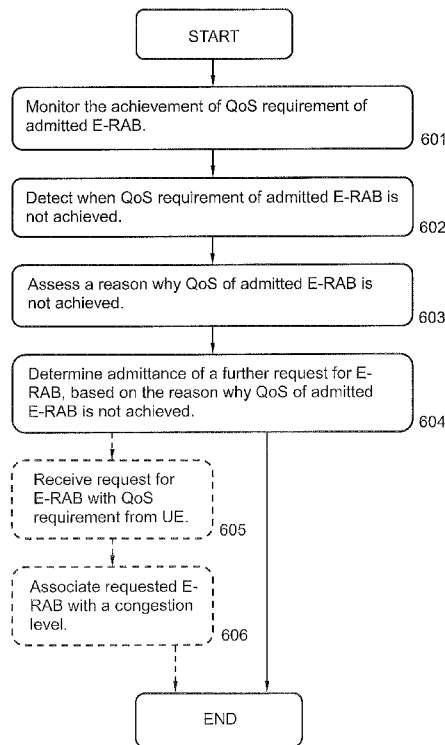 START
Monitor the achievement of QoS requirement of
admitted E-RAB.
601
Detect when QoS requirement of admitted E-RAB is
not achieved.
602
Assess a reason why QoS of admitted E-RAB is
not achieved.
603
Determine admittance of a further request for E-
RAB, based on the reason why QoS of admitted
E-RAB is not achieved.
604
Receive request for
E-RAB with QoS
requirement from UE.
605
Associate requested E-
RAB with a congestion
level.
606
END